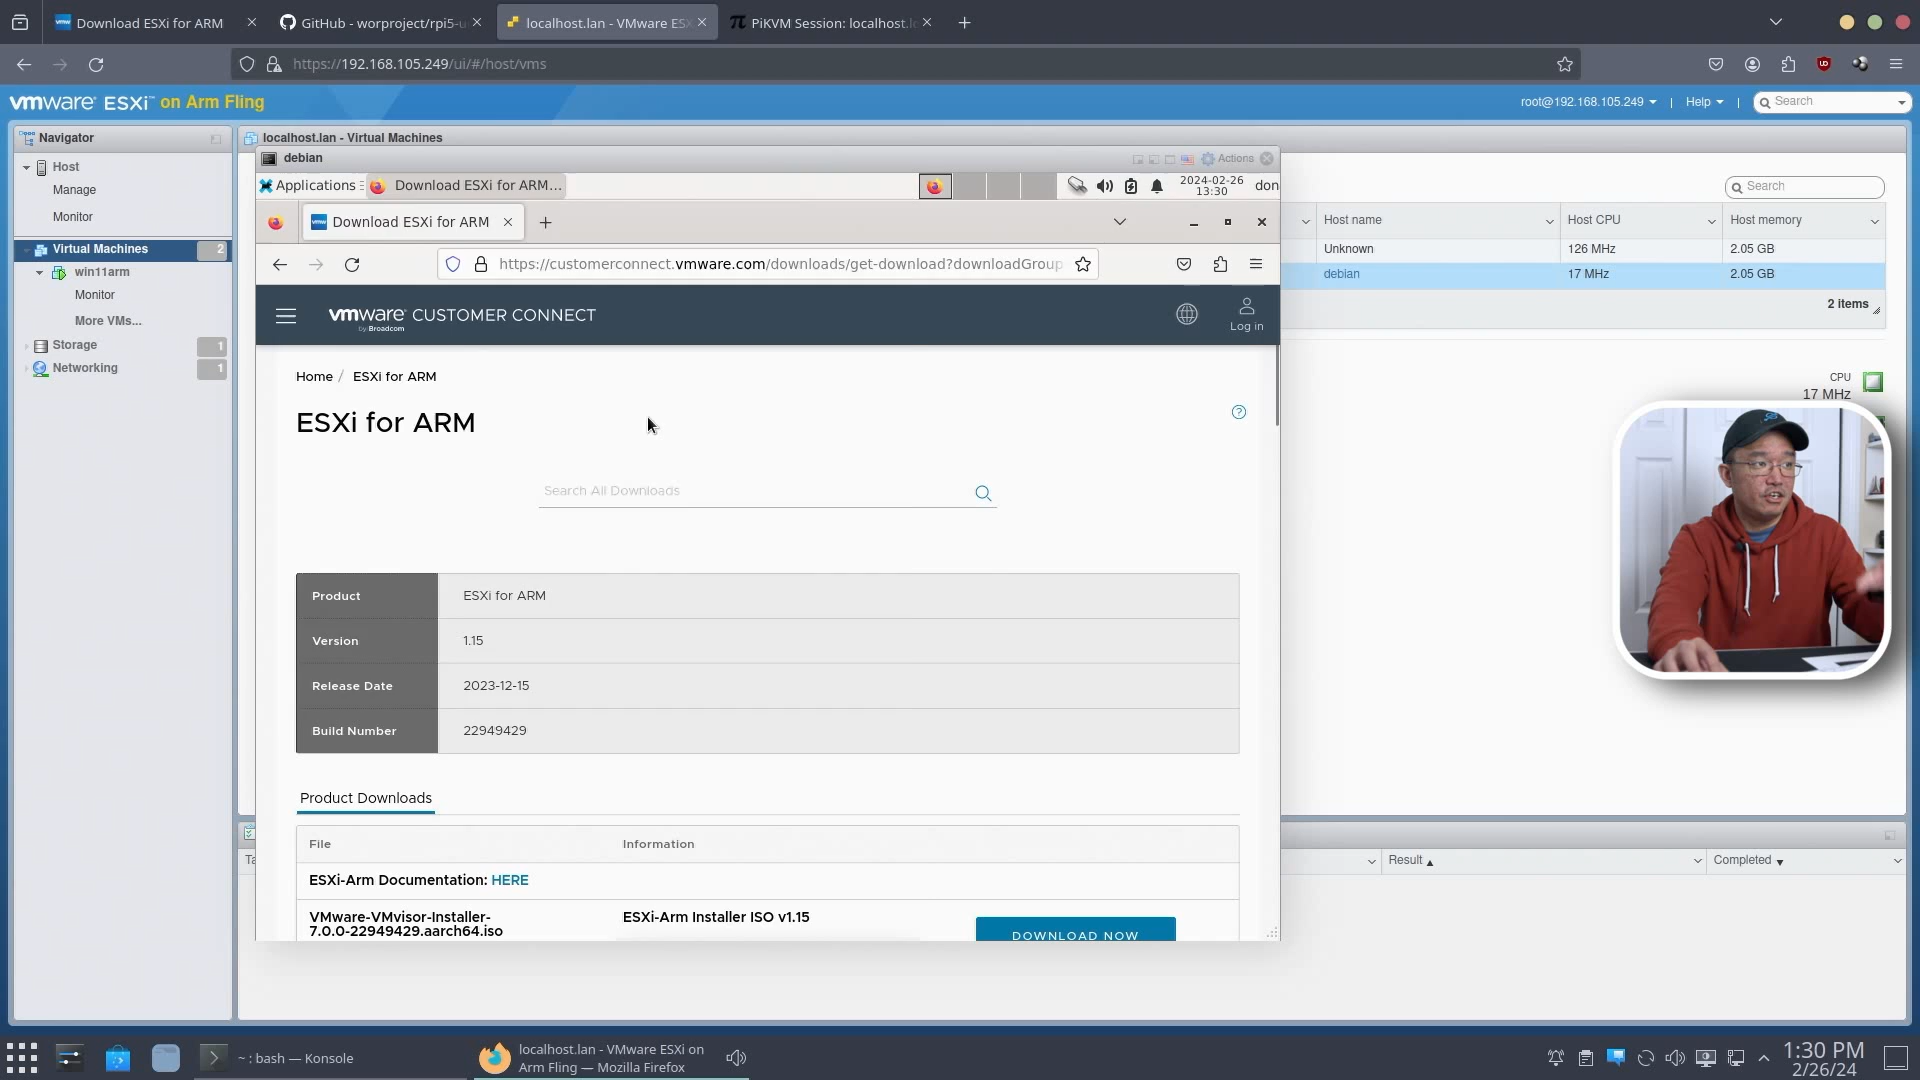 Download ESXi for ARM
GitHub - worproject/rpi5-u
localhost.lan - VMware ESX
PiKVM Session: localhost.l
https://192.168.105.249/ui/#/host/vms
vmware ESXi™ on Arm Fling
root@192.168.105.249
Help
Search
Navigator
Host
Manage
Monitor
Virtual Machines
2
win11arm
Monitor
More VMs...
Storage
1
Networking
1
localhost.lan - Virtual Machines
debian
Actions
Applications
Download ESXi for ARM...
2024-02-26
13:30
don
Download ESXi for ARM
https://customerconnect.vmware.com/downloads/get-download?downloadGroup
vmware CUSTOMER CONNECT
by Broadcom
Log in
Home / ESXi for ARM
ESXi for ARM
Search All Downloads
Product
ESXi for ARM
Version
1.15
Release Date
2023-12-15
Build Number
22949429
Product Downloads
File
Information
ESXi-Arm Documentation: HERE
VMware-VMvisor-Installer-
7.0.0-22949429.aarch64.iso
ESXi-Arm Installer ISO v1.15
DOWNLOAD NOW
Search
Host name
Host CPU
Host memory
Unknown
126 MHz
2.05 GB
debian
17 MHz
2.05 GB
2 items
CPU
17 MHz
Ta
Result
Completed
~ : bash — Konsole
localhost.lan - VMware ESXi on
Arm Fling — Mozilla Firefox
1:30 PM
2/26/24